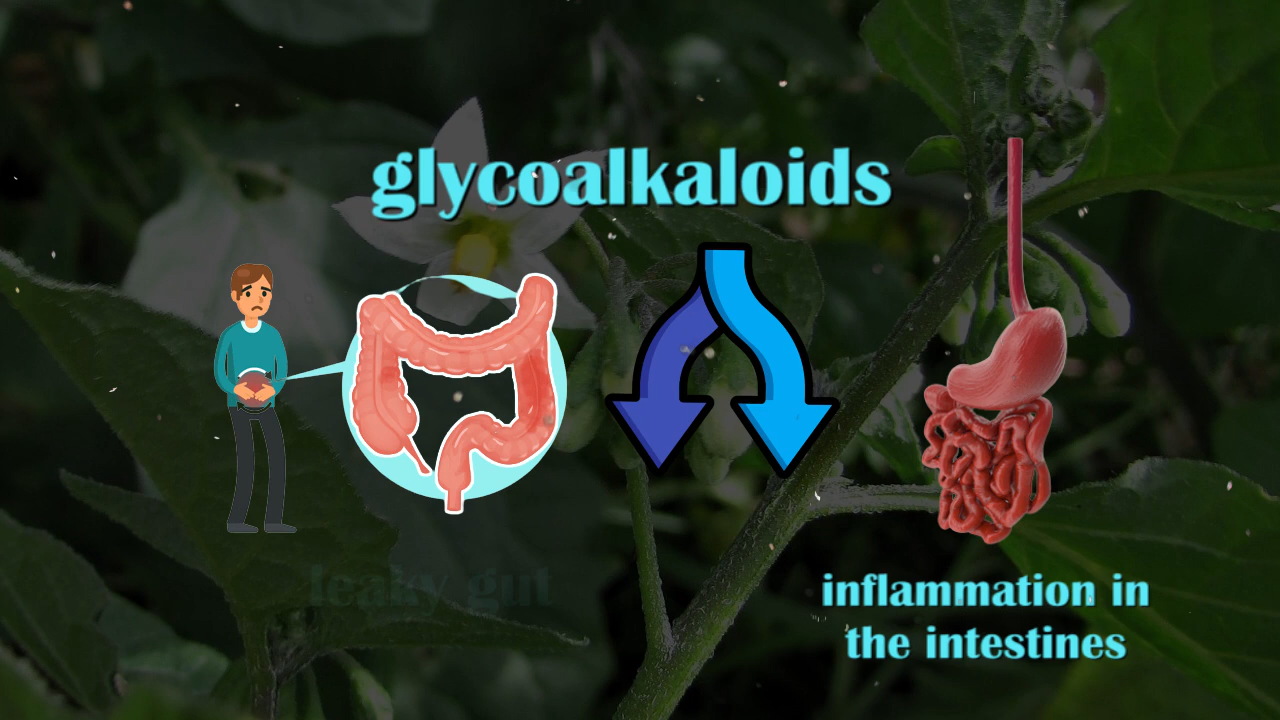 glycoalkaloids
leaky gut
inflammation in
the intestines